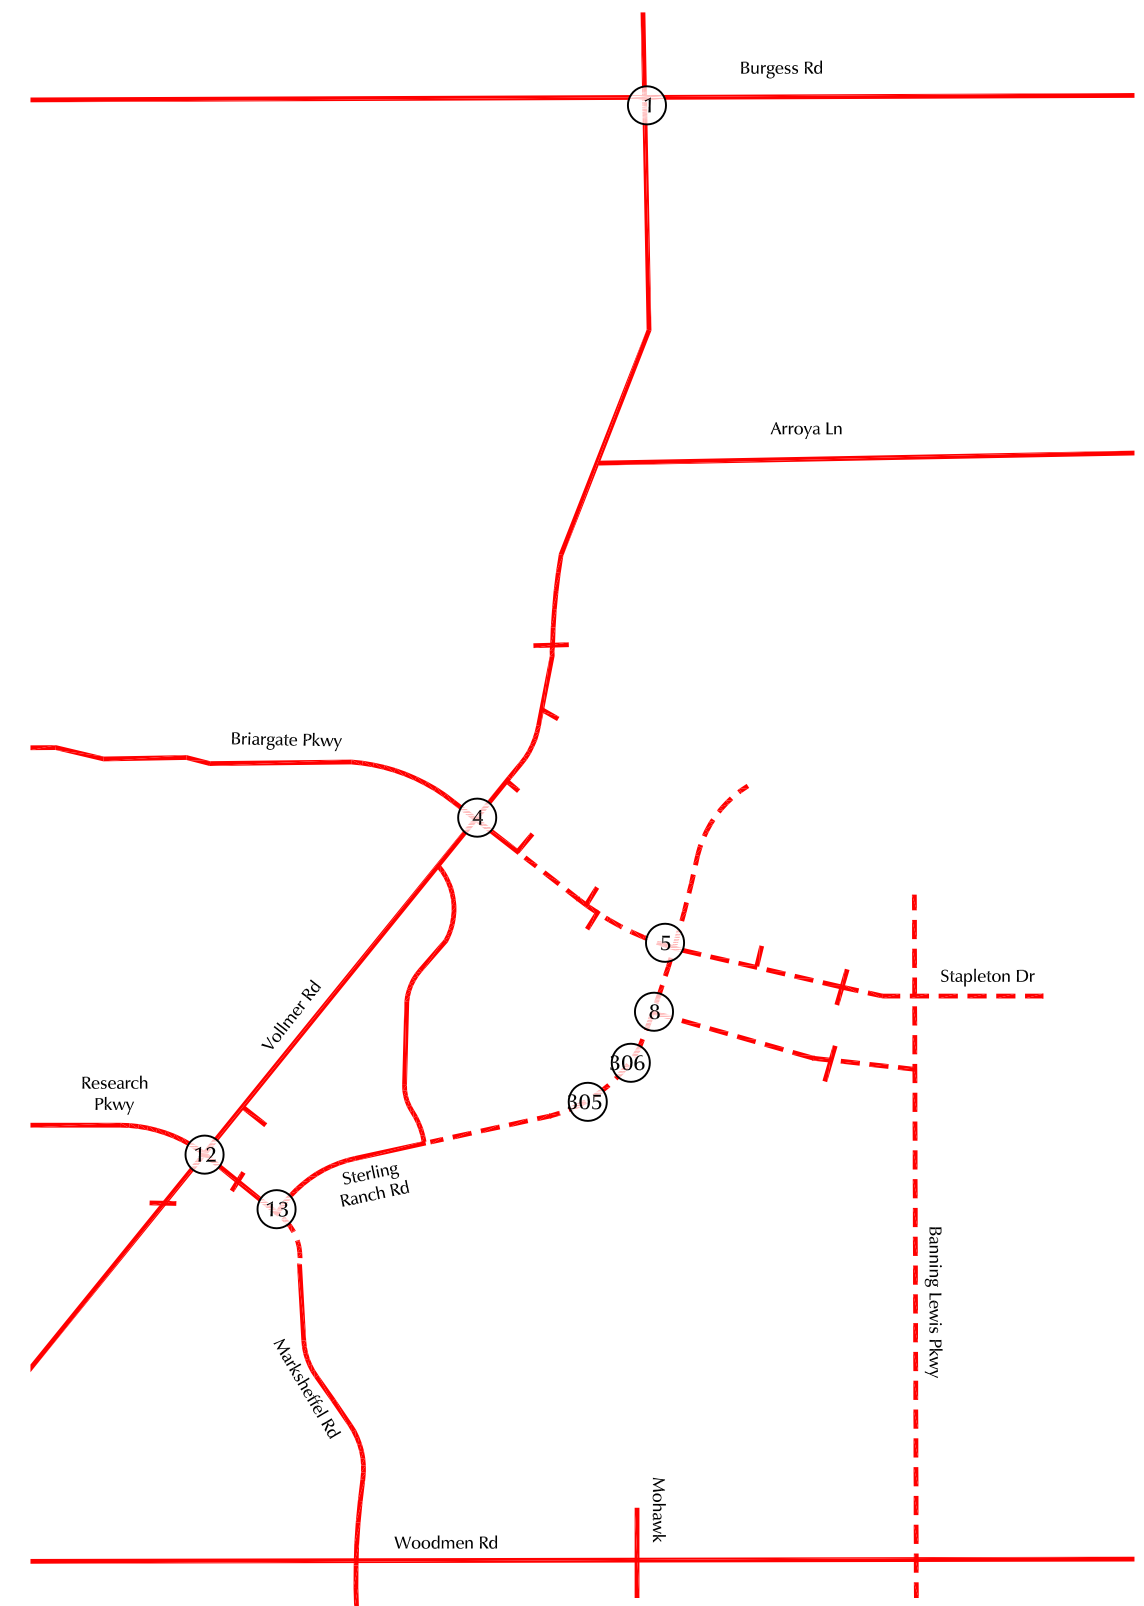 Burgess Rd
1
Arroya Ln
Briargate Pkwy
4
5
Stapleton Dr
8
Vollmer Rd
306
Research
Pkwy
305
12
Sterling
Ranch Rd
13
Banning Lewis Pkwy
Marksheffel Rd
Mohawk
Woodmen Rd